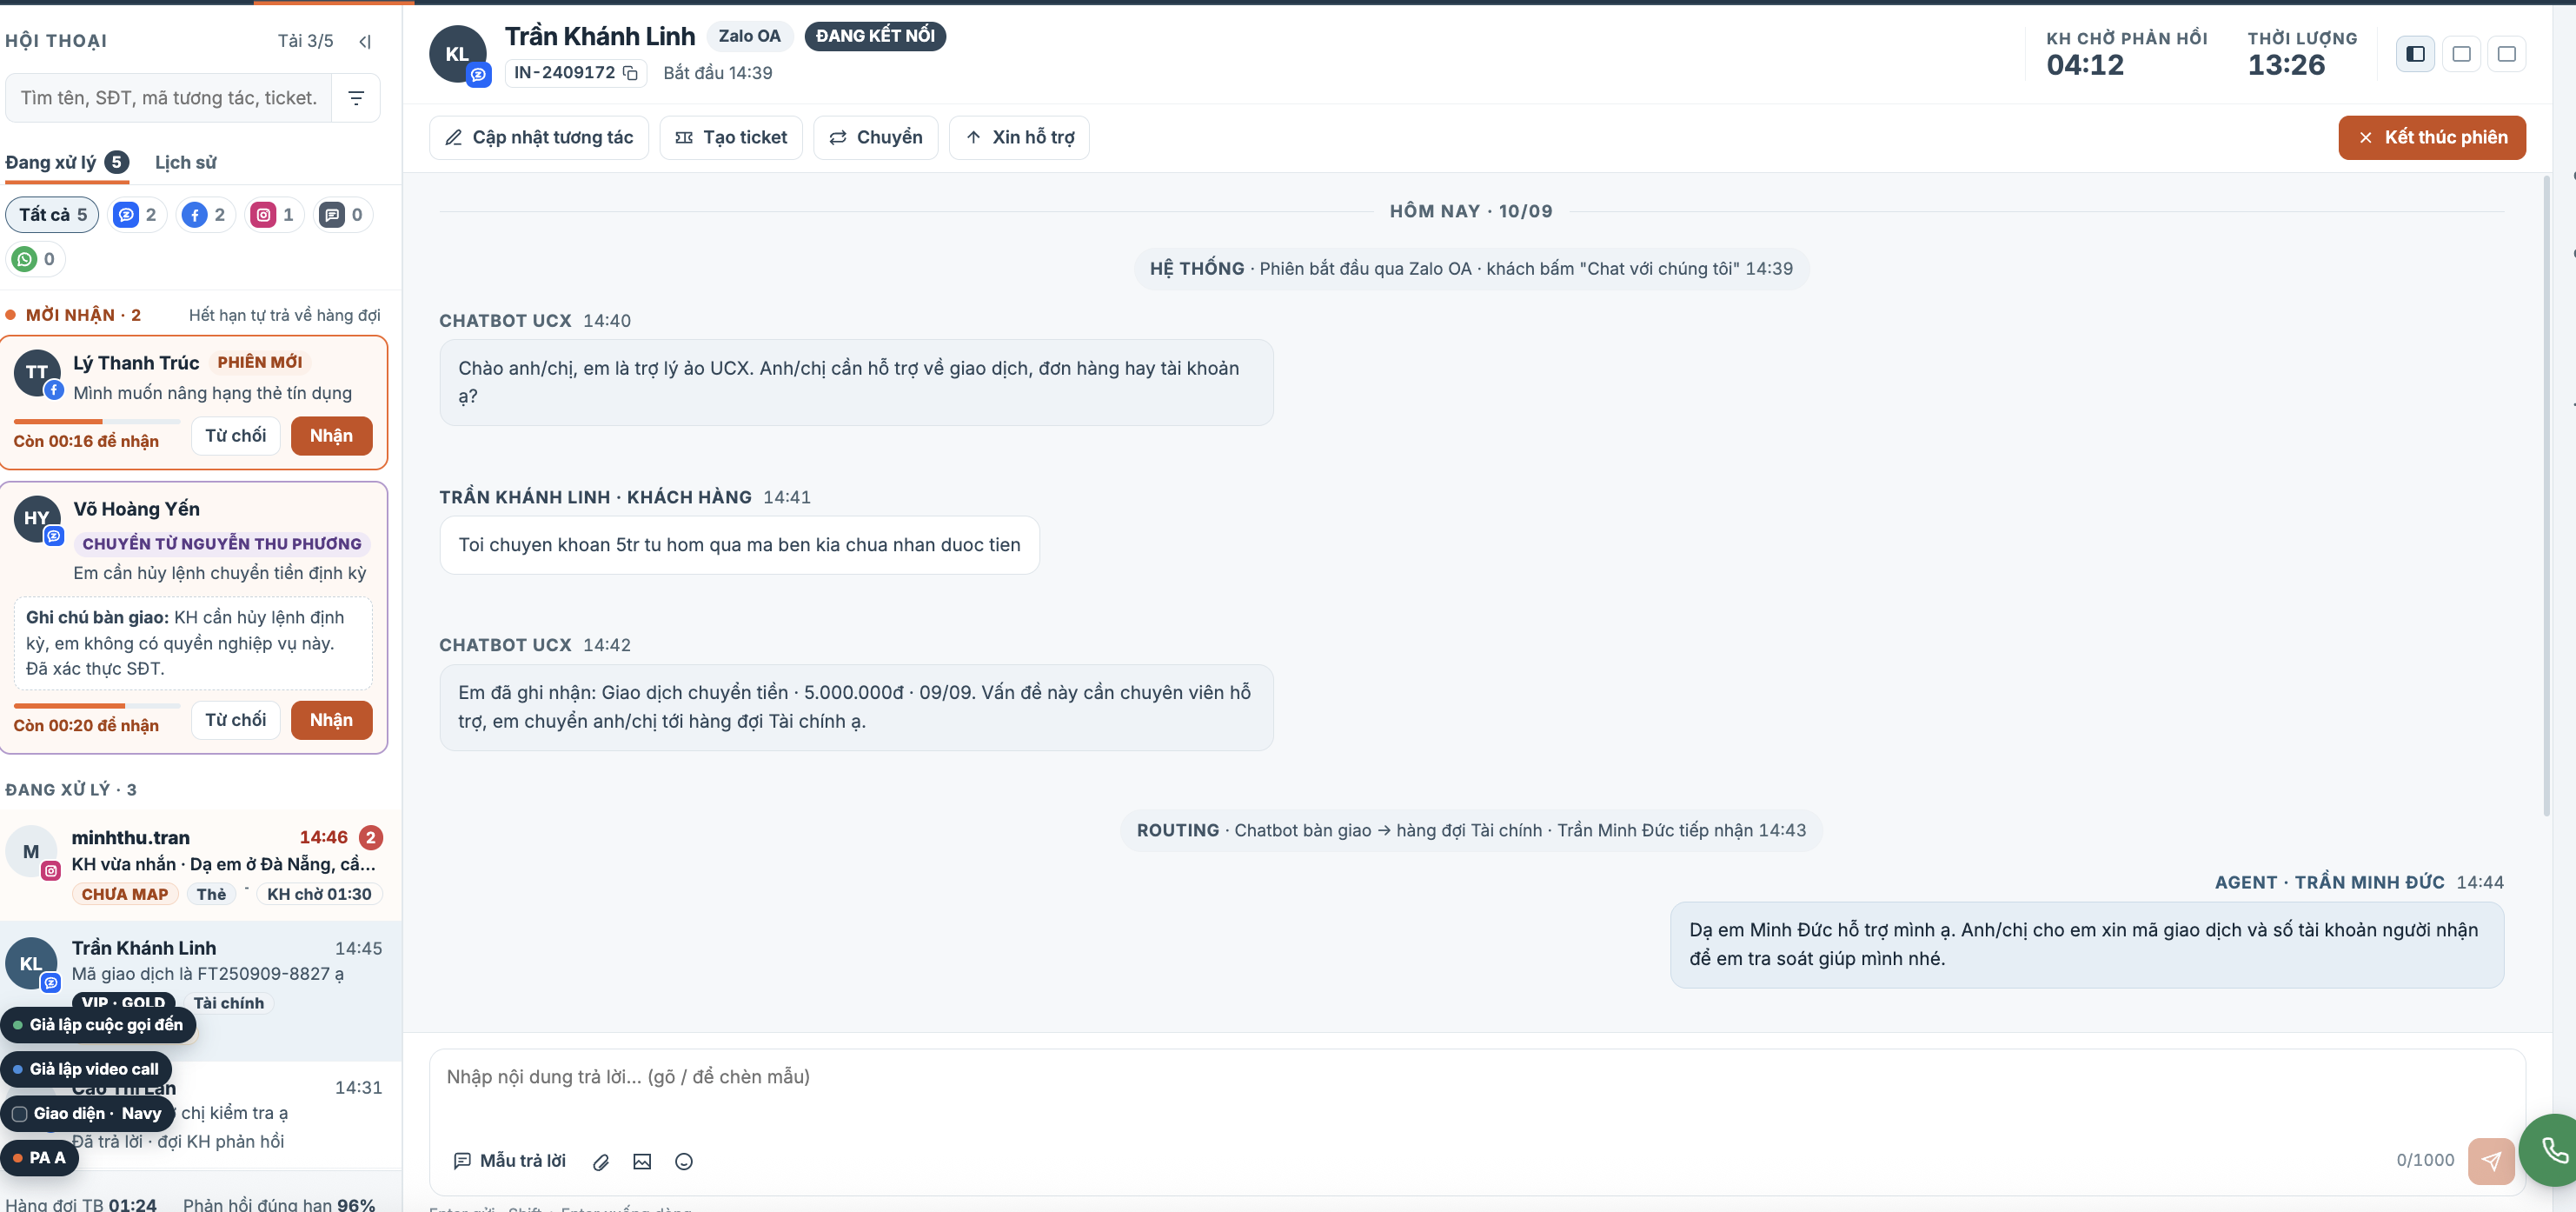 HỘI THOẠI
Tải 3/5
Tìm tên, SĐT, mã tương tác, ticket.
Đang xử lý 5
Lịch sử
Tất cả 5
2
2
1
0
0
MỜI NHẬN · 2
Hết hạn tự trả về hàng đợi
TT
Lý Thanh Trúc
PHIÊN MỚI
Mình muốn nâng hạng thẻ tín dụng
Còn 00:16 để nhận
Từ chối
Nhận
HY
Võ Hoàng Yến
CHUYỂN TỪ NGUYỄN THU PHƯƠNG
Em cần hủy lệnh chuyển tiền định kỳ
Ghi chú bàn giao: KH cần hủy lệnh định
kỳ, em không có quyền nghiệp vụ này.
Đã xác thực SĐT.
Còn 00:20 để nhận
Từ chối
Nhận
ĐANG XỬ LÝ · 3
M
minhthu.tran
14:46
2
KH vừa nhắn · Dạ em ở Đà Nẵng, cầ...
CHƯA MAP
Thẻ
KH chờ 01:30
KL
Trần Khánh Linh
14:45
Mã giao dịch là FT250909-8827 ạ
VIP · GOLD
Tài chính
Giả lập cuộc gọi đến
Giả lập video call
14:31
Giao diện · Navy
chị kiểm tra ạ
Đã trả lời · đợi KH phản hồi
PA A
Hàng đợi TB 01:24
Phản hồi đúng hạn 96%
KL
Trần Khánh Linh
Zalo OA
ĐANG KẾT NỐI
IN-2409172
Bắt đầu 14:39
KH CHỜ PHẢN HỒI
04:12
THỜI LƯỢNG
13:26
Cập nhật tương tác
Tạo ticket
Chuyển
Xin hỗ trợ
Kết thúc phiên
HÔM NAY · 10/09
HỆ THỐNG · Phiên bắt đầu qua Zalo OA · khách bấm "Chat với chúng tôi" 14:39
CHATBOT UCX 14:40
Chào anh/chị, em là trợ lý ảo UCX. Anh/chị cần hỗ trợ về giao dịch, đơn hàng hay tài khoản
ạ?
TRẦN KHÁNH LINH · KHÁCH HÀNG 14:41
Toi chuyen khoan 5tr tu hom qua ma ben kia chua nhan duoc tien
CHATBOT UCX 14:42
Em đã ghi nhận: Giao dịch chuyển tiền · 5.000.000đ · 09/09. Vấn đề này cần chuyên viên hỗ
trợ, em chuyển anh/chị tới hàng đợi Tài chính ạ.
ROUTING · Chatbot bàn giao → hàng đợi Tài chính · Trần Minh Đức tiếp nhận 14:43
AGENT · TRẦN MINH ĐỨC 14:44
Dạ em Minh Đức hỗ trợ mình ạ. Anh/chị cho em xin mã giao dịch và số tài khoản người nhận
để em tra soát giúp mình nhé.
Nhập nội dung trả lời... (gõ / để chèn mẫu)
Mẫu trả lời
0/1000